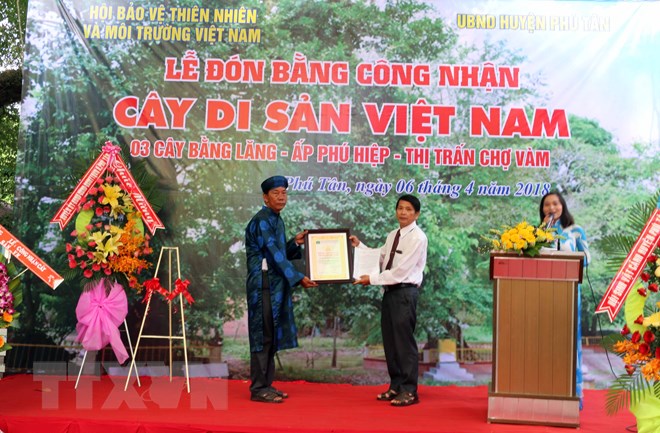 HỘI BẢO VỆ THIÊN NHIÊN
VÀ MÔI TRƯỜNG VIỆT NAM
UBND HUYỆN PHÚ TÂN
LỄ ĐÓN BẰNG CÔNG NHẬN
CÂY DI SẢN VIỆT NAM
03 CÂY BẰNG LĂNG - ẤP PHÚ HIỆP - THỊ TRẤN CHỢ VÀM
Phú Tân, ngày 06 tháng 4 năm 2018
Chúc Mừng
TTXVN